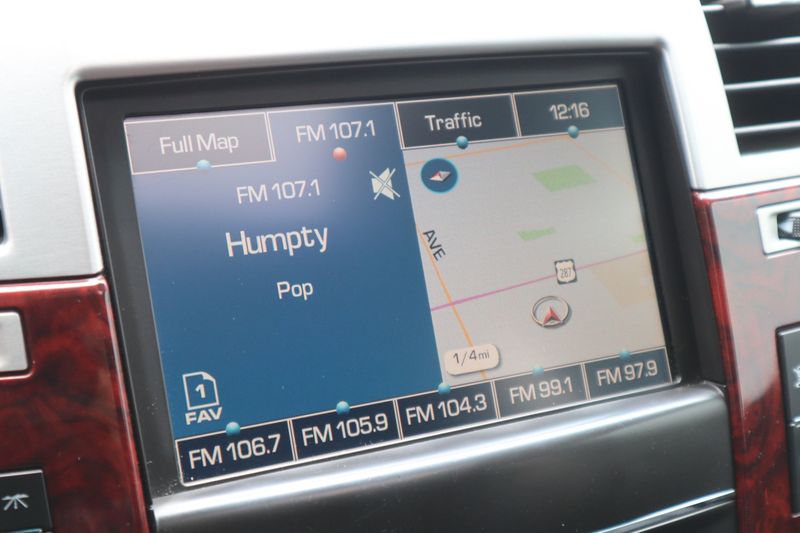 Full Map
FM 107.1
Traffic
12:16
FM 107.1
Humpty
Pop
AVE
287
1/4mi
1
FAV
FM 106.7
FM 105.9
FM 104.3
FM 99.1
FM 97.9